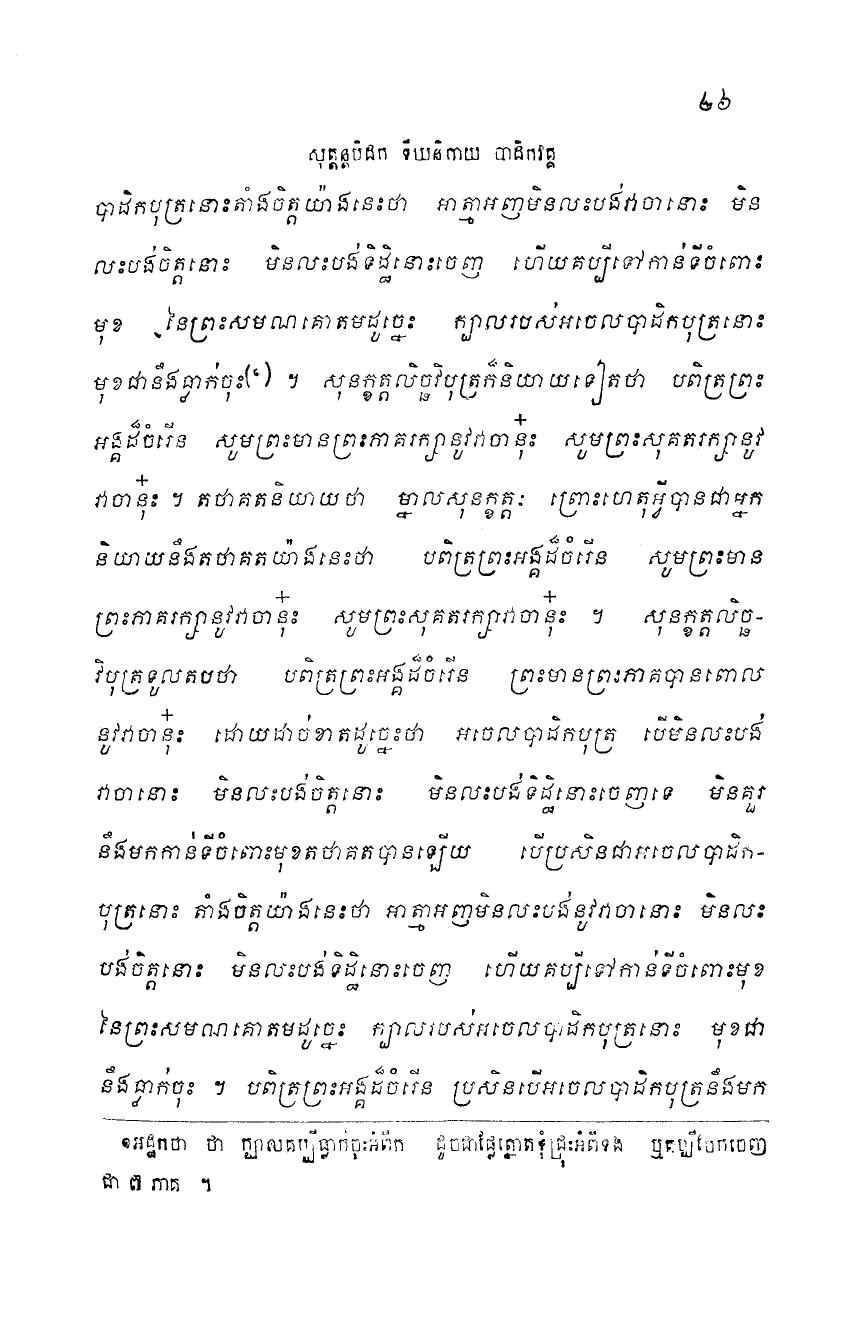 ២៦
សុត្តន្តបិដក ទីឃនិកាយ បាដិកវគ្គ
បាដិកបុត្រនោះតាំងចិត្តយ៉ាងនេះថា អាត្មាអញមិនលះបង់វាចានោះ មិន
លះបង់ចិត្តនោះ មិនលះបង់ទិដ្ឋិនោះចេញ ហើយគប្បីទៅកាន់ទីចំពោះ
មុខ នៃព្រះសមណគោតមដូច្នេះ ក្បាលរបស់អចេលបាដិកបុត្រនោះ
មុខជានឹងធ្លាក់ចុះ(១) ។ សុនក្ខត្តលិច្ឆវិបុត្រក៏និយាយទៀតថា បពិត្រព្រះ
អង្គដ៏ចំរើន សូមព្រះមានព្រះភាគរក្សានូវវាចានុ៎ះ សូមព្រះសុគតរក្សានូវ
វាចានុ៎ះ ។ តថាគតនិយាយថា ម្នាលសុនក្ខត្តៈ ព្រោះហេតុអ្វីបានជាអ្នក
និយាយនឹងតថាគតយ៉ាងនេះថា បពិត្រព្រះអង្គដ៏ចំរើន សូមព្រះមាន
ព្រះភាគរក្សានូវវាចានុ៎ះ សូមព្រះសុគតរក្សាវាចានុ៎ះ ។ សុនក្ខត្តលិច្ឆ-
វិបុត្រទូលតបថា បពិត្រព្រះអង្គដ៏ចំរើន ព្រះមានព្រះភាគបានពោល
នូវវាចានុ៎ះ ដោយដាច់ខាតដូច្នេះថា អចេលបាដិកបុត្រ បើមិនលះបង់
វាចានោះ មិនលះបង់ចិត្តនោះ មិនលះបង់ទិដ្ឋិនោះចេញទេ មិនគួរ
នឹងមកកាន់ទីចំពោះមុខតថាគតបានឡើយ បើប្រសិនជាអចេលបាដិក-
បុត្រនោះ តាំងចិត្តយ៉ាងនេះថា អាត្មាអញមិនលះបង់នូវវាចានោះ មិនលះ
បង់ចិត្តនោះ មិនលះបង់ទិដ្ឋិនោះចេញ ហើយគប្បីទៅកាន់ទីចំពោះមុខ
នៃព្រះសមណគោតមដូច្នេះ ក្បាលរបស់អចេលបាដិកបុត្រនោះ មុខជា
នឹងធ្លាក់ចុះ ។ បពិត្រព្រះអង្គដ៏ចំរើន ប្រសិនបើអចេលបាដិកបុត្រនឹងមក
១អដ្ឋកថា ថា ក្បាលគប្បីធ្លាក់ចុះអំពីក ដូចជាផ្លែត្នោតទុំជ្រុះអំពីទង ឬគប្បីបែកចេញ
ជា ៧ ភាគ ។